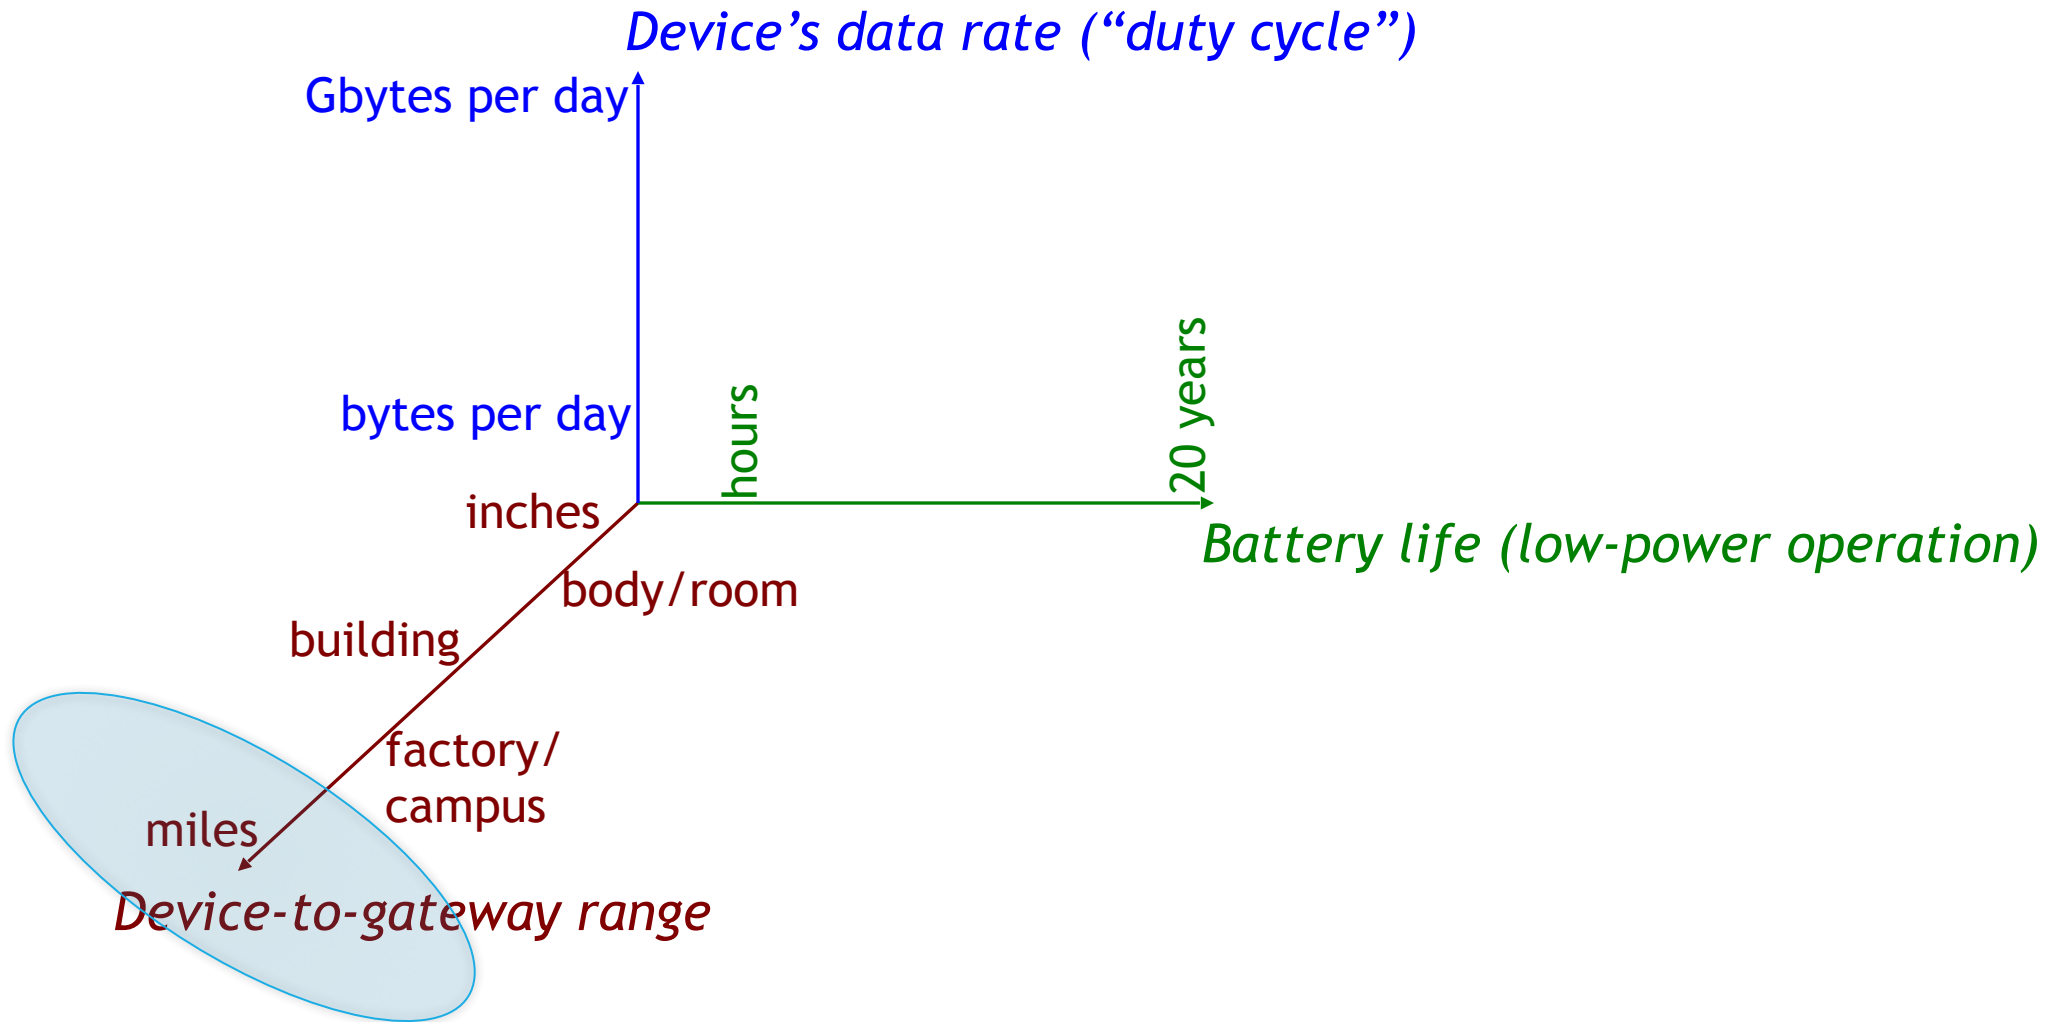 Device’s data rate (“duty cycle”)
Gbytes per day
bytes per day
hours
20 years
inches
Battery life (low-power operation)
body/room
building
factory/
campus
miles
Device-to-gateway range